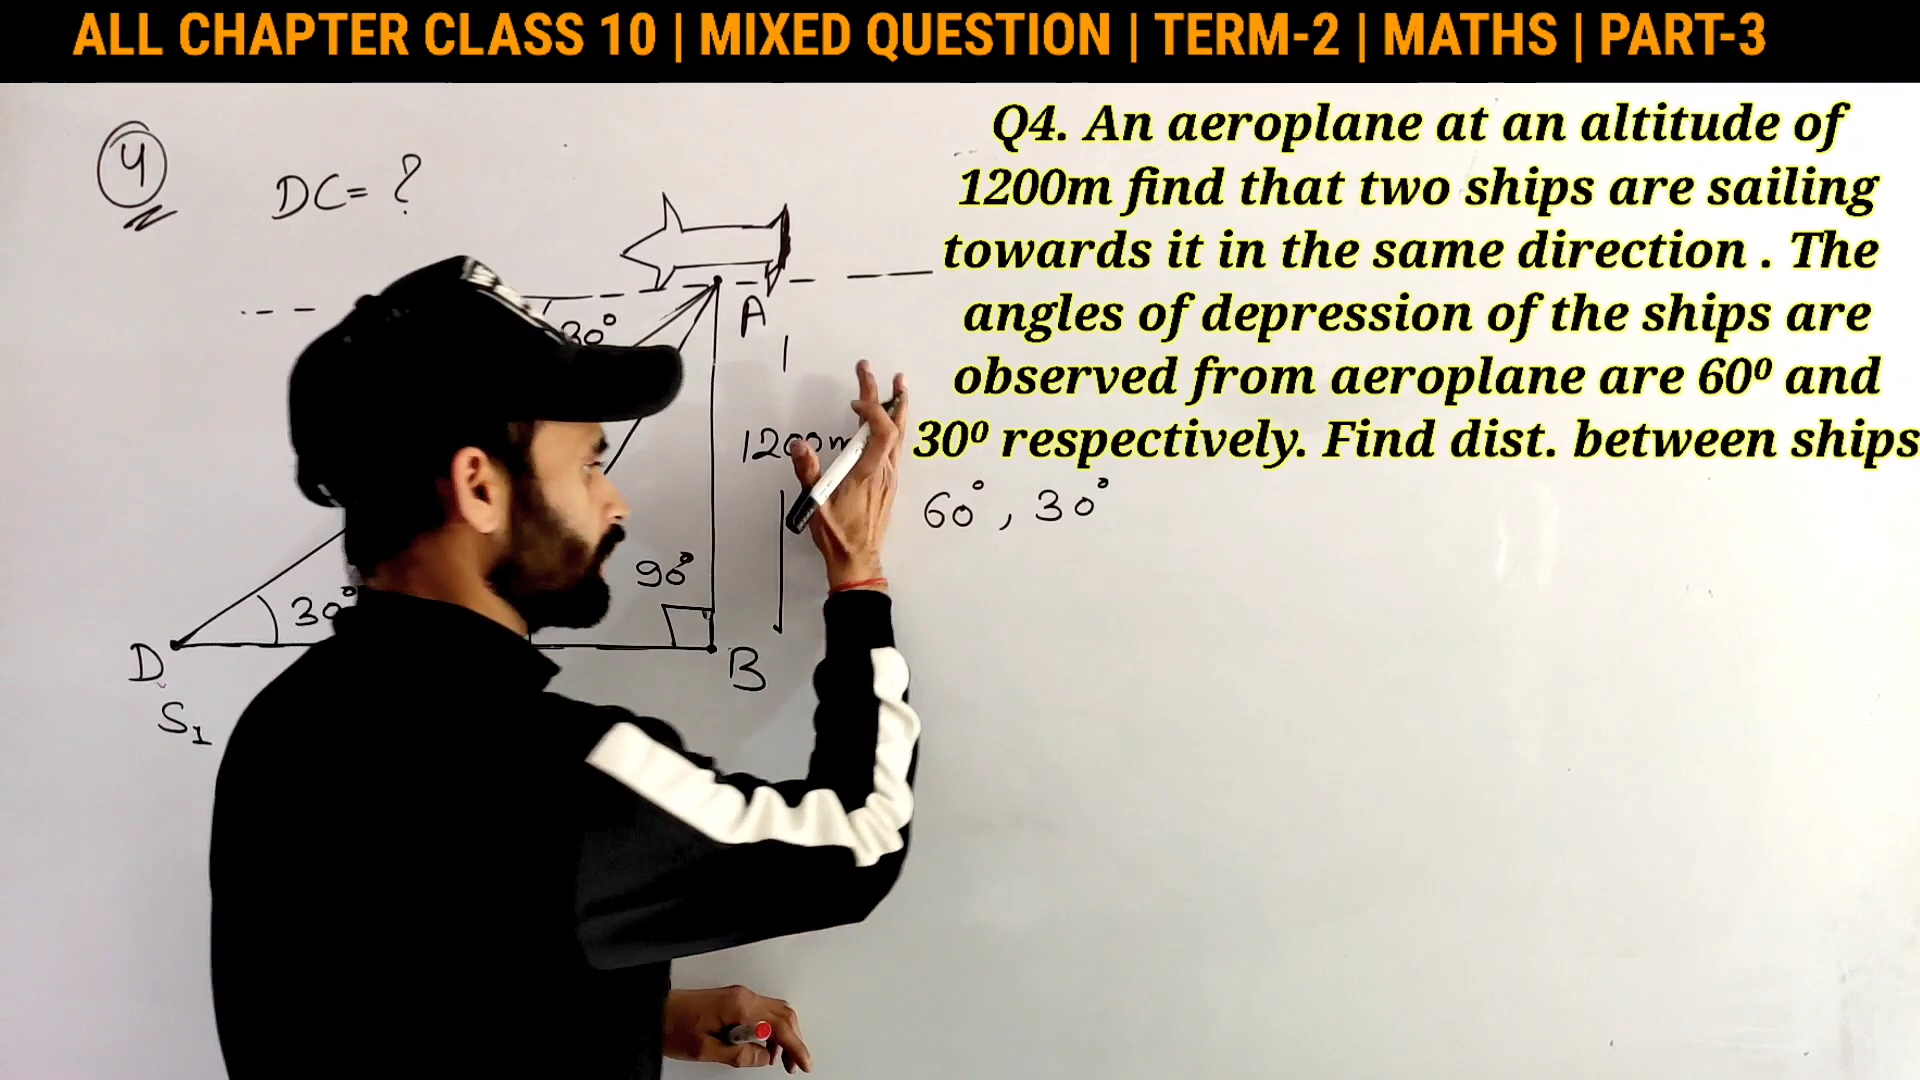 ALL CHAPTER CLASS 10 | MIXED QUESTION | TERM-2 | MATHS | PART-3
Q4. An aeroplane at an altitude of
1200m find that two ships are sailing
towards it in the same direction . The
angles of depression of the ships are
observed from aeroplane are 60⁰ and
30⁰ respectively. Find dist. between ships
4
DC= ?
30°
A
1200m
60°, 30°
90°
30°
D
B
S₁